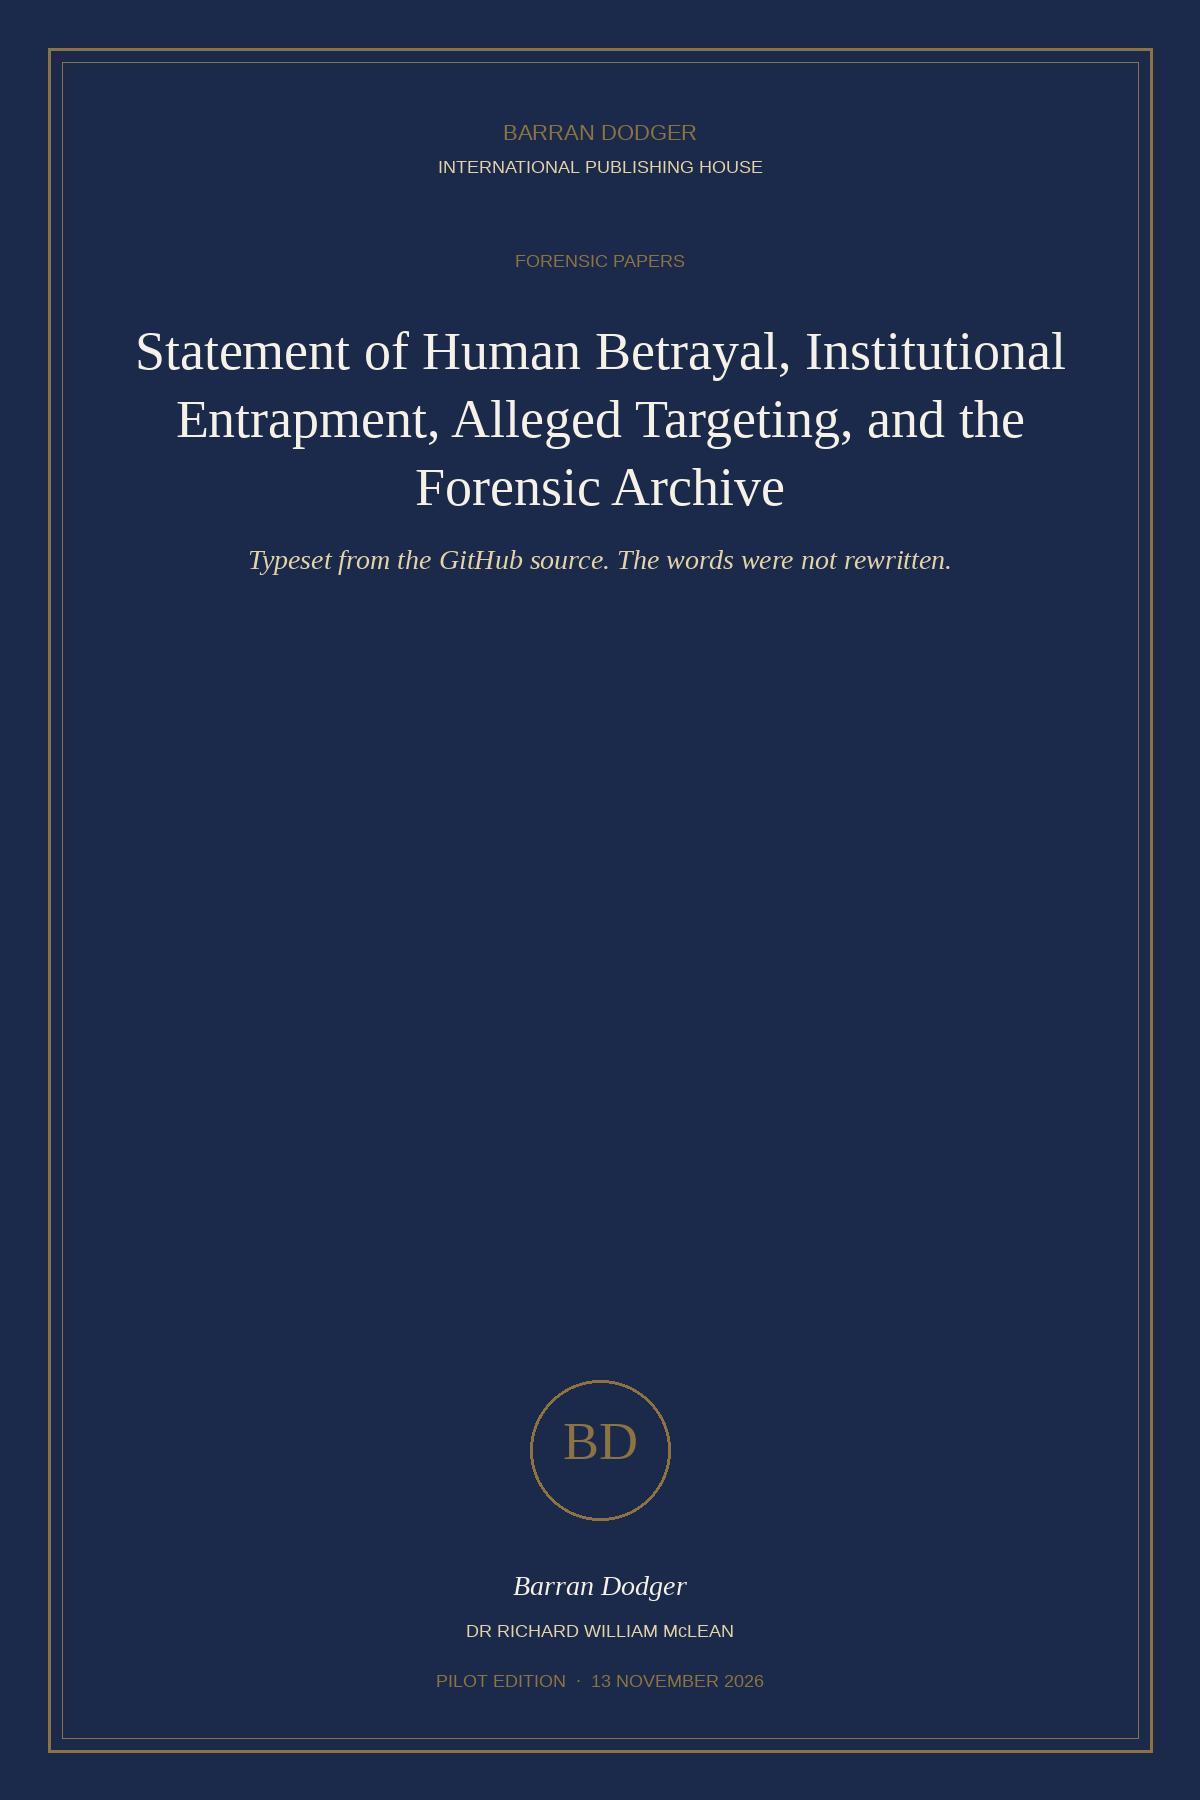 BARRAN DODGER
INTERNATIONAL PUBLISHING HOUSE
FORENSIC PAPERS
Statement of Human Betrayal, Institutional
Entrapment, Alleged Targeting, and the
Forensic Archive
Typeset from the GitHub source. The words were not rewritten.
BD
Barran Dodger
DR RICHARD WILLIAM McLEAN
PILOT EDITION · 13 NOVEMBER 2026